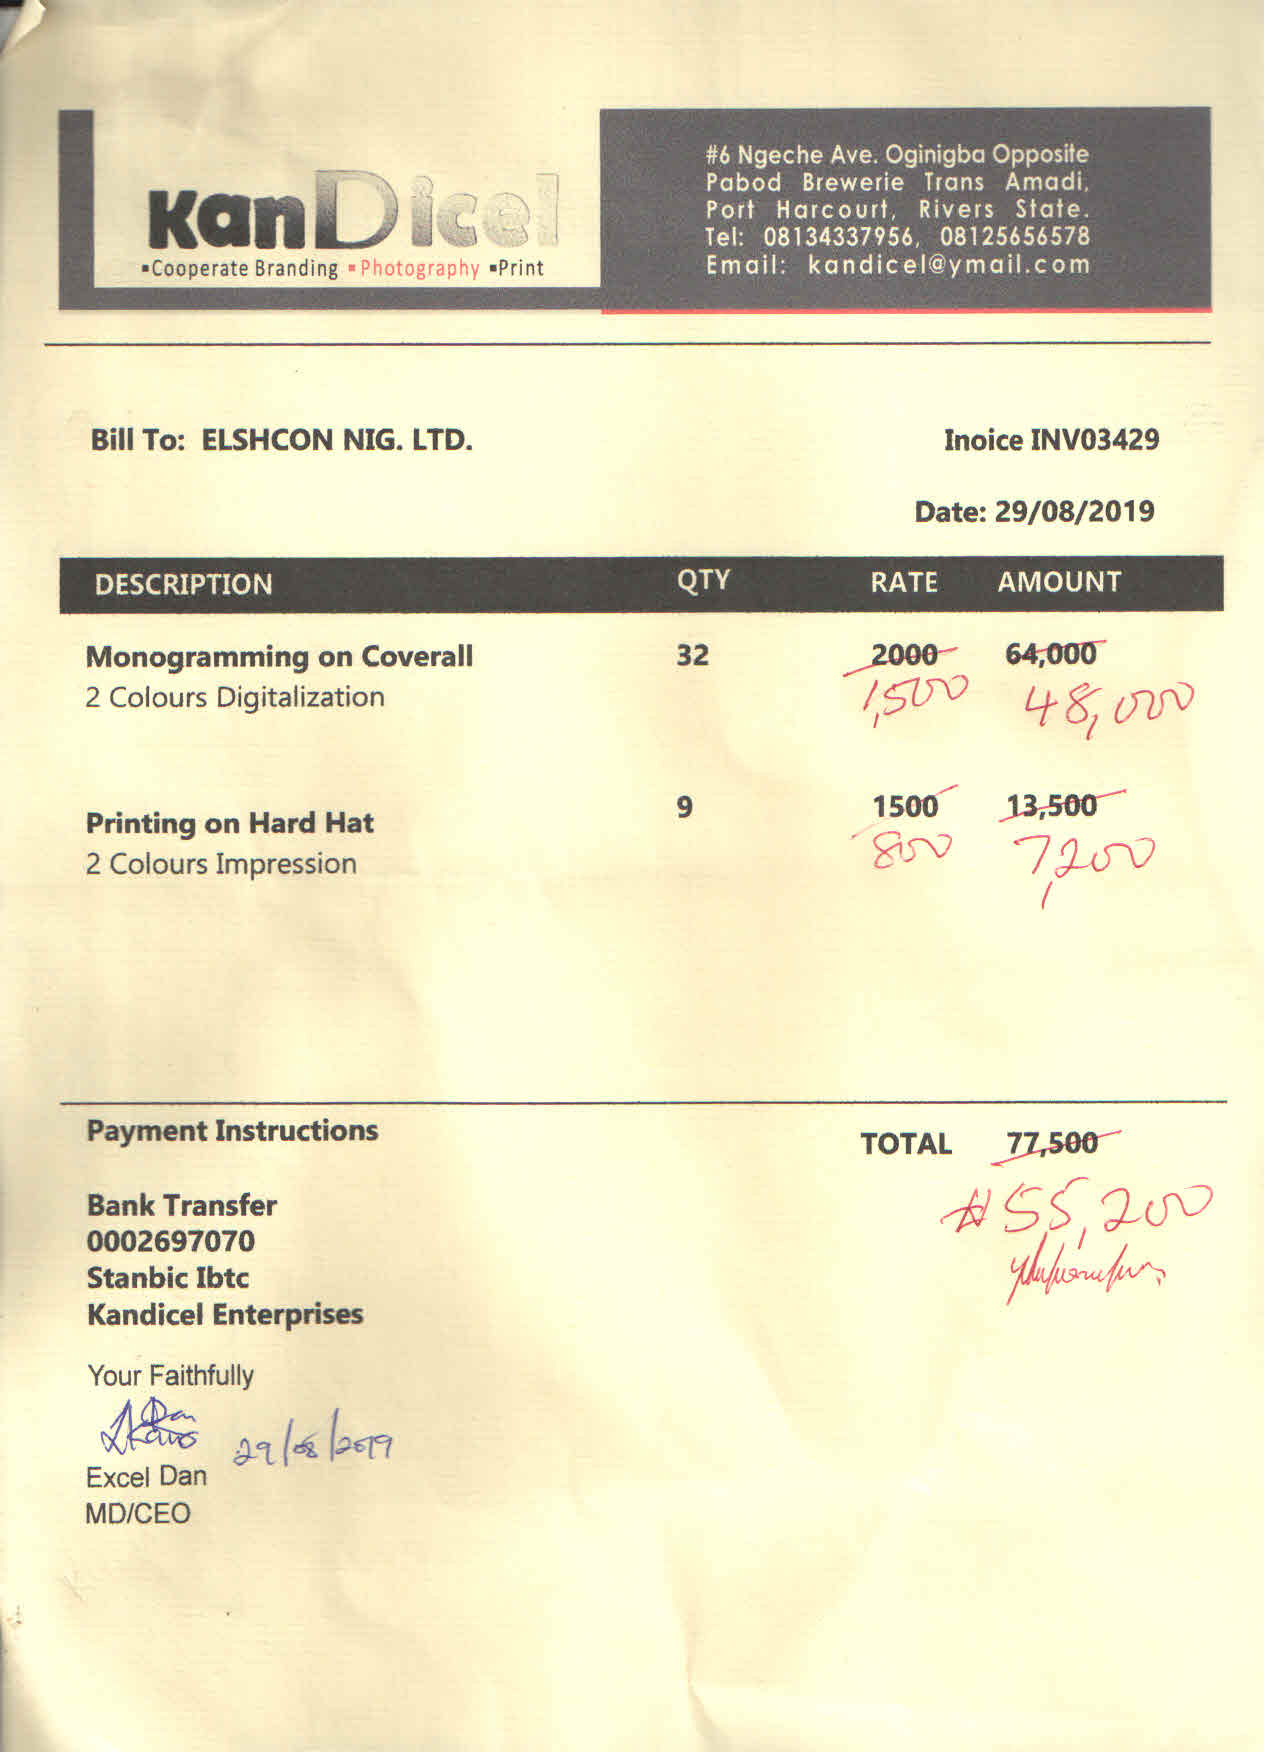 KanDicel
▪Cooperate Branding ▪Photography ▪Print
#6 Ngeche Ave. Oginigba Opposite
Pabod Brewerie Trans Amadi,
Port Harcourt, Rivers State.
Tel: 08134337956, 08125656578
Email: kandicel@ymail.com
Bill To: ELSHCON NIG. LTD.
Inoice INV03429
Date: 29/08/2019
DESCRIPTION QTY RATE AMOUNT
Monogramming on Coverall 32 2000 64,000
2 Colours Digitalization 1,500 48,000
Printing on Hard Hat 9 1500 13,500
2 Colours Impression 800 7,200
Payment Instructions
TOTAL 77,500
₦55,200
Bank Transfer
0002697070
Stanbic Ibtc
Kandicel Enterprises
Your Faithfully
29/08/2019
Excel Dan
MD/CEO